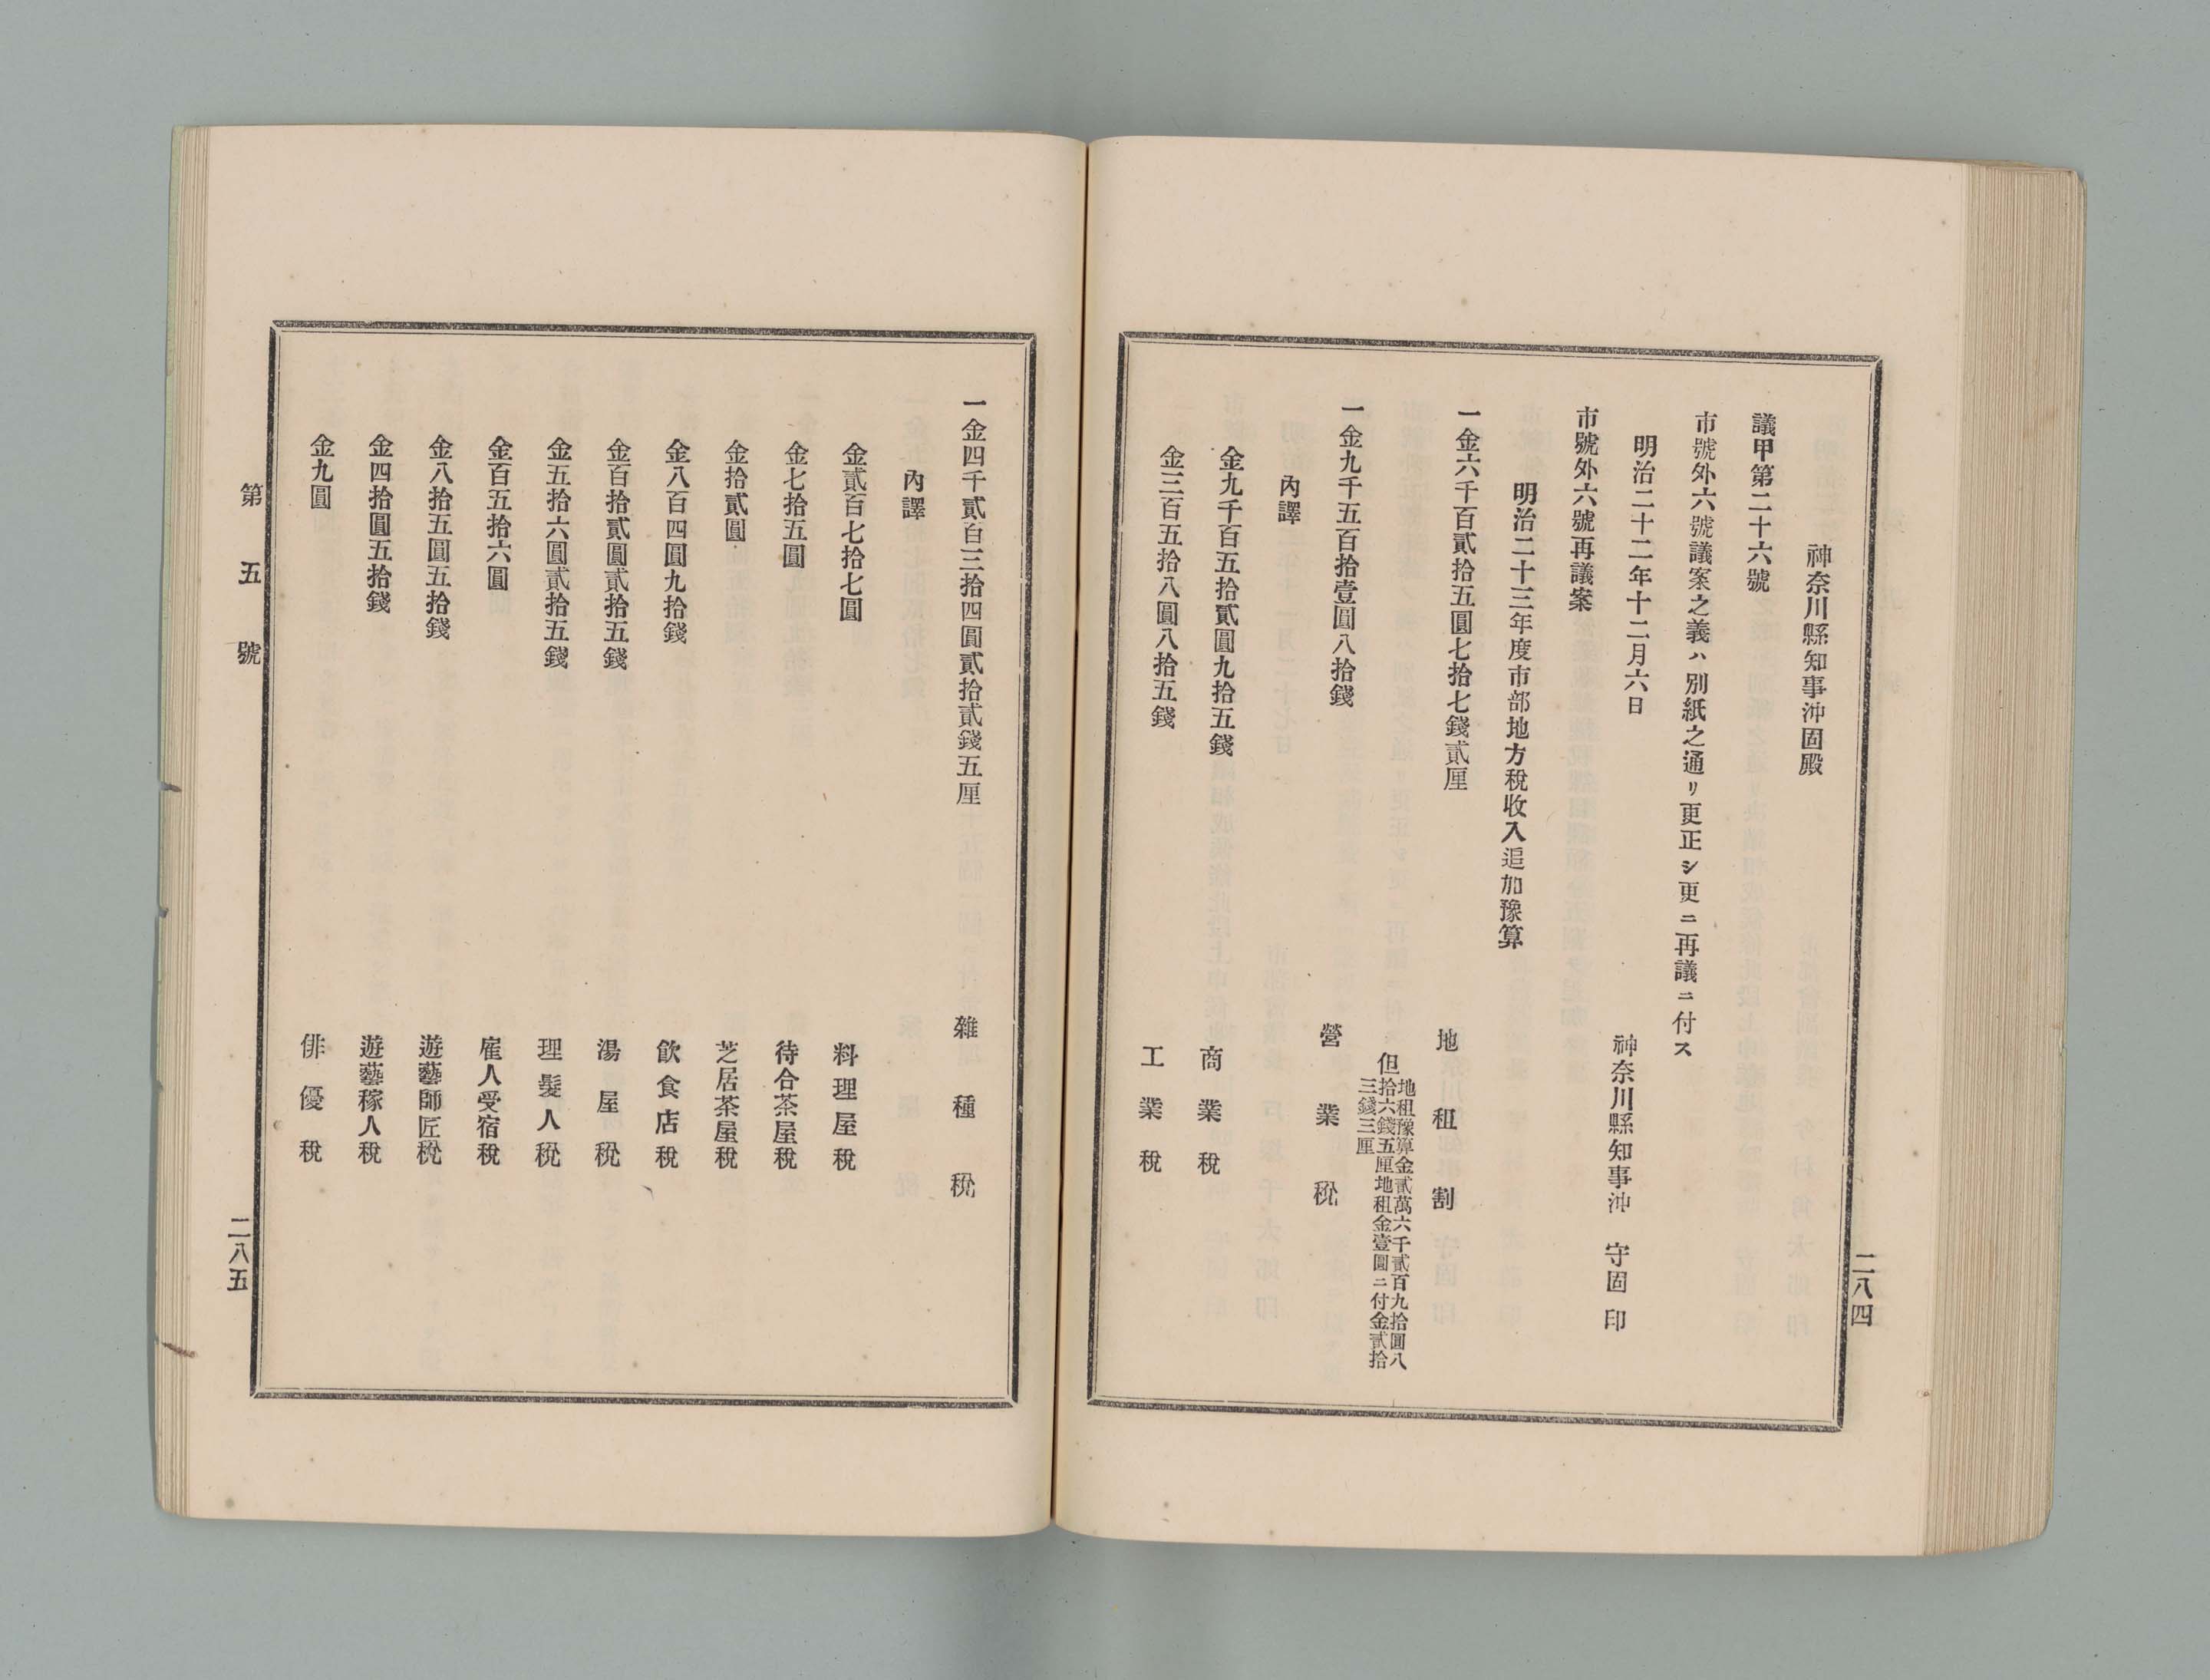 神奈川縣知事沖固殿
議甲第二十六號
市號外六號議案之義ハ別紙之通リ更正シ更ニ再議ニ付ス
明治二十二年十二月六日
神奈川縣知事沖 守固 印
市號外六號再議案
明治二十三年度市部地方稅收入追加豫算
一金六千百貳拾五圓七拾七錢貳厘 地租割
但地租豫算金貳萬六千貳百九拾圓八
拾六錢五厘地租金壹圓ニ付金貳拾
三錢三厘
一金九千五百拾壹圓八拾錢 營業稅
內譯
金九千百五拾貳圓九拾五錢 商業稅
金三百五拾八圓八拾五錢 工業稅
二八四
一金四千貳百三拾四圓貳拾貳錢五厘 雜種稅
內譯
金貳百七拾七圓 料理屋稅
金七拾五圓 待合茶屋稅
金拾貳圓 芝居茶屋稅
金八百四圓九拾錢 飮食店稅
金百拾貳圓貳拾五錢 湯屋稅
金五拾六圓貳拾五錢 理髮人稅
金百五拾六圓 雇人受宿稅
金八拾五圓五拾錢 遊藝師匠稅
金四拾圓五拾錢 遊藝稼人稅
金九圓 俳優稅
第五號
二八五